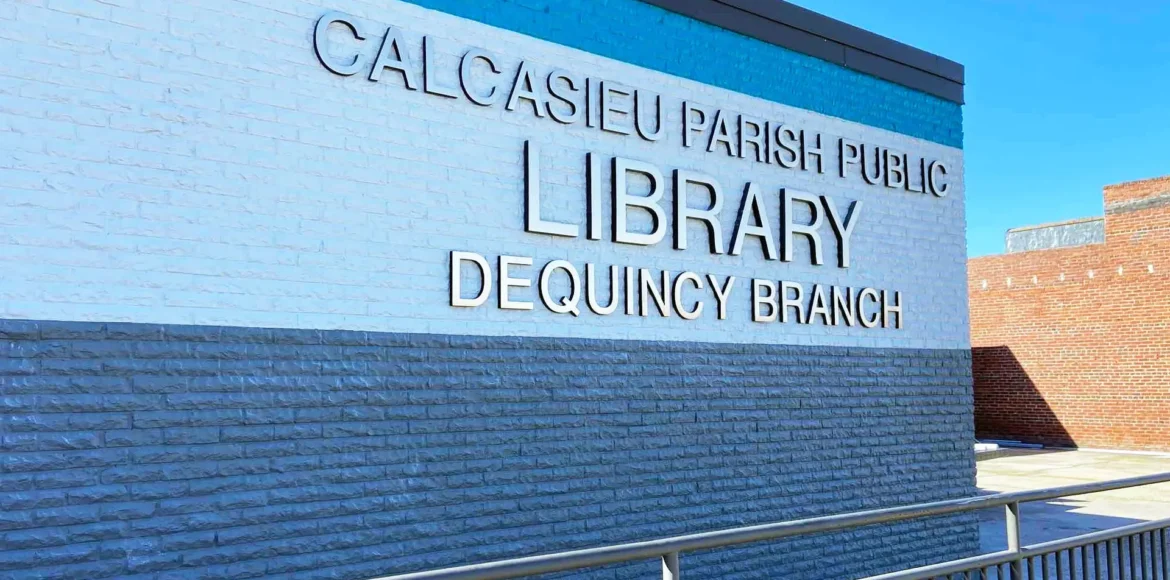 CALCASIEU PARISH PUBLIC
LIBRARY
DEQUINCY BRANCH